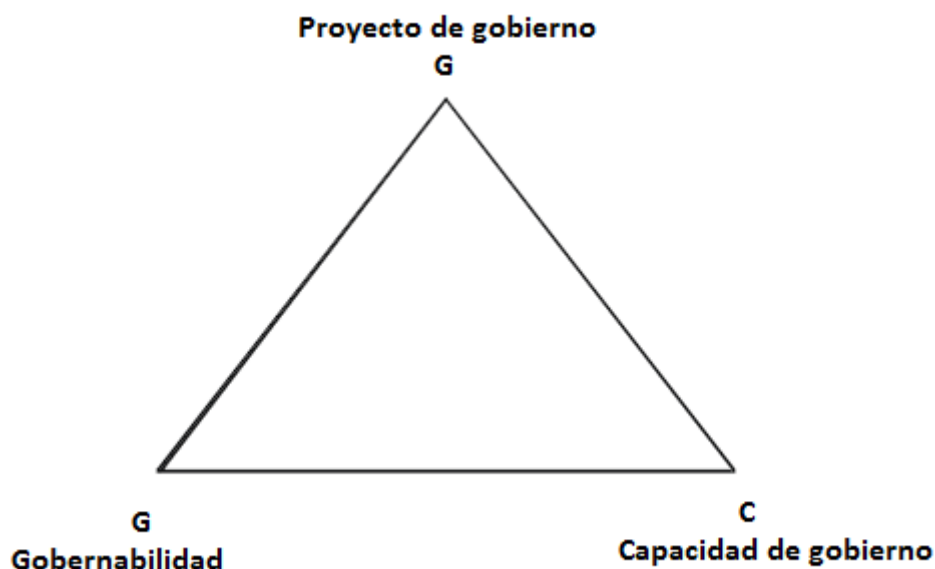 Proyecto de gobierno
G
G
Gobernabilidad
C
Capacidad de gobierno